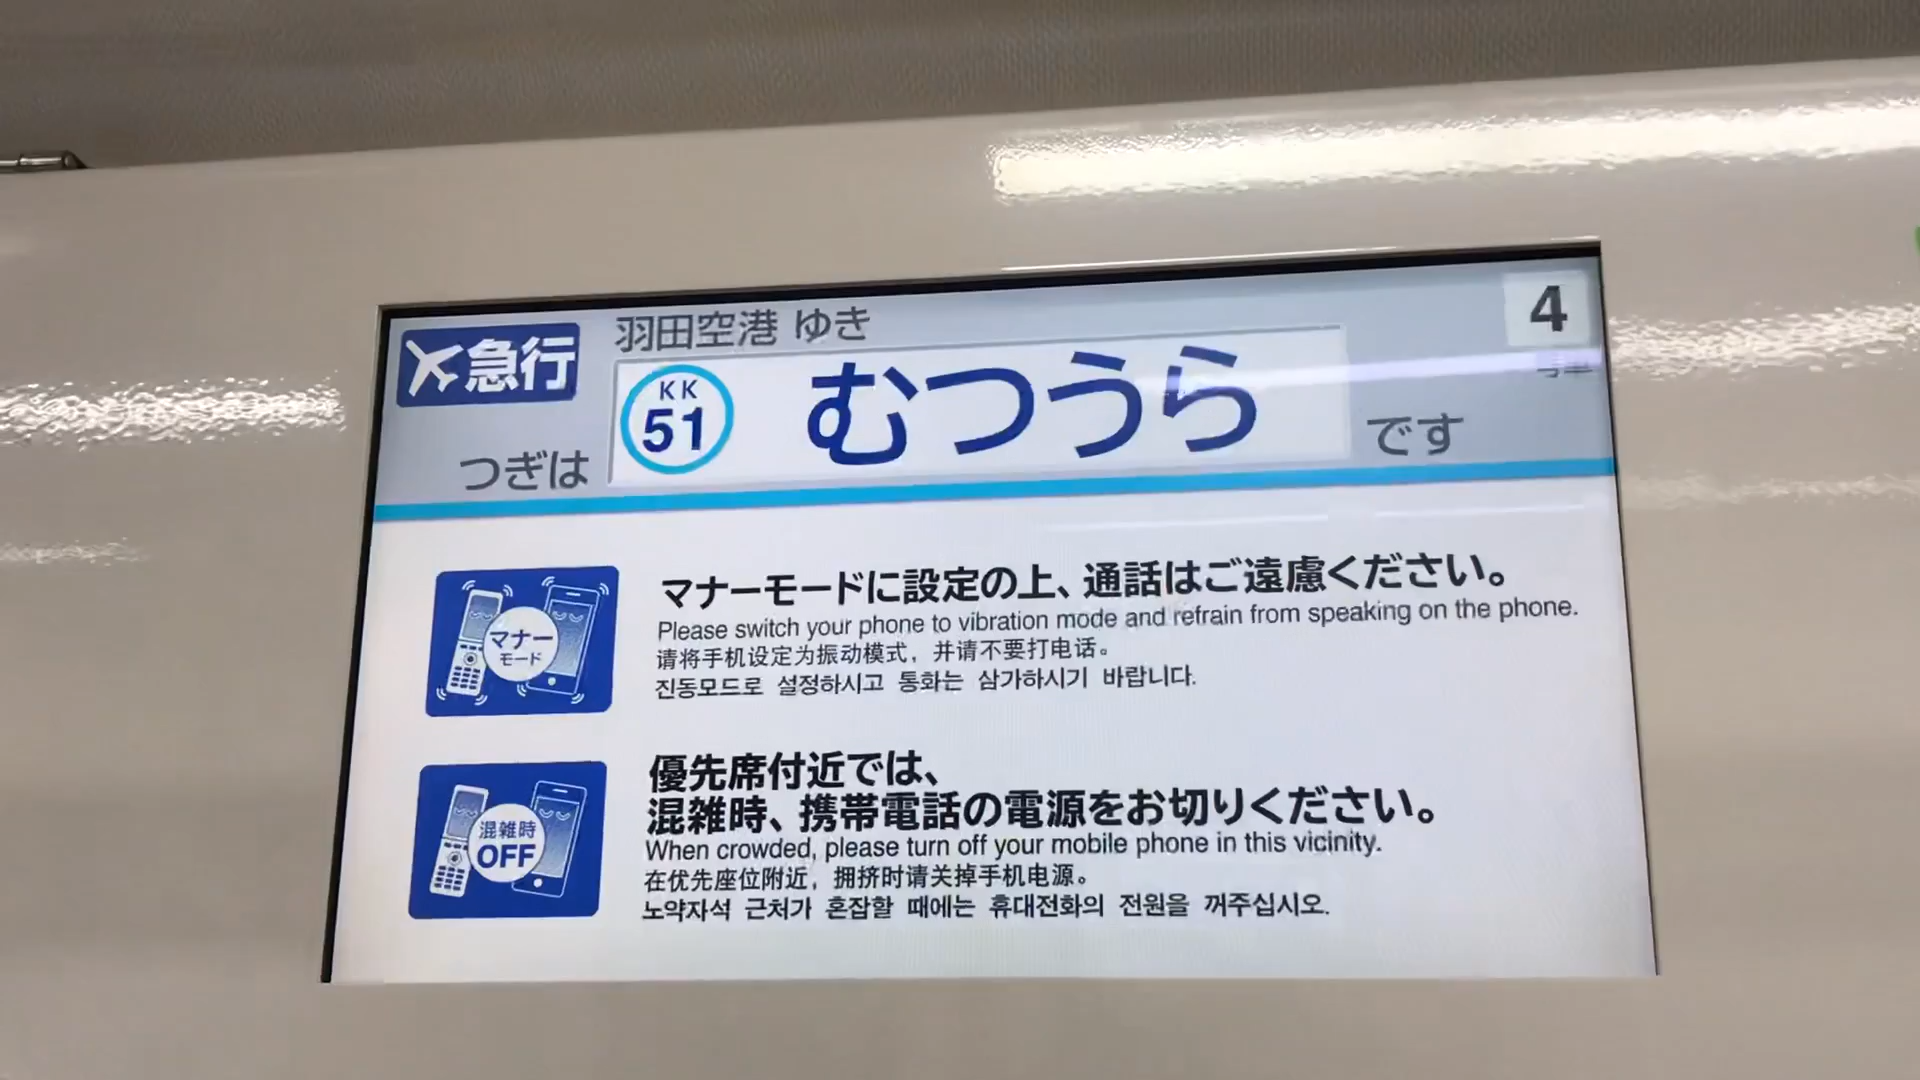 急行
羽田空港 ゆき
4
号車
つぎは
KK
51
むつうら
です
マナーモードに設定の上、通話はご遠慮ください。
Please switch your phone to vibration mode and refrain from speaking on the phone.
请将手机设定为振动模式，并请不要打电话。
진동모드로 설정하시고 통화는 삼가하시기 바랍니다.
マナー
モード
優先席付近では、
混雑時、携帯電話の電源をお切りください。
When crowded, please turn off your mobile phone in this vicinity.
在优先座位附近，拥挤时请关掉手机电源。
노약자석 근처가 혼잡할 때에는 휴대전화의 전원을 꺼주십시오.
混雑時
OFF